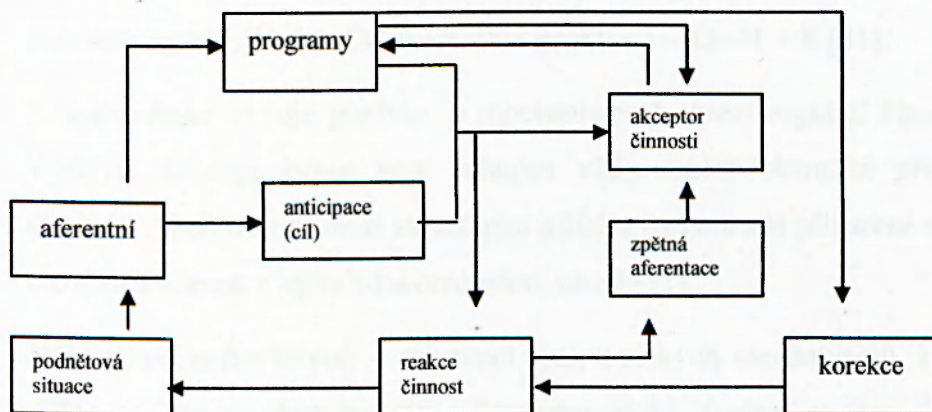 programy
akceptor
činnosti
anticipace
(cíl)
aferentní
zpětná
aferentace
podnětová
situace
reakce
činnost
korekce